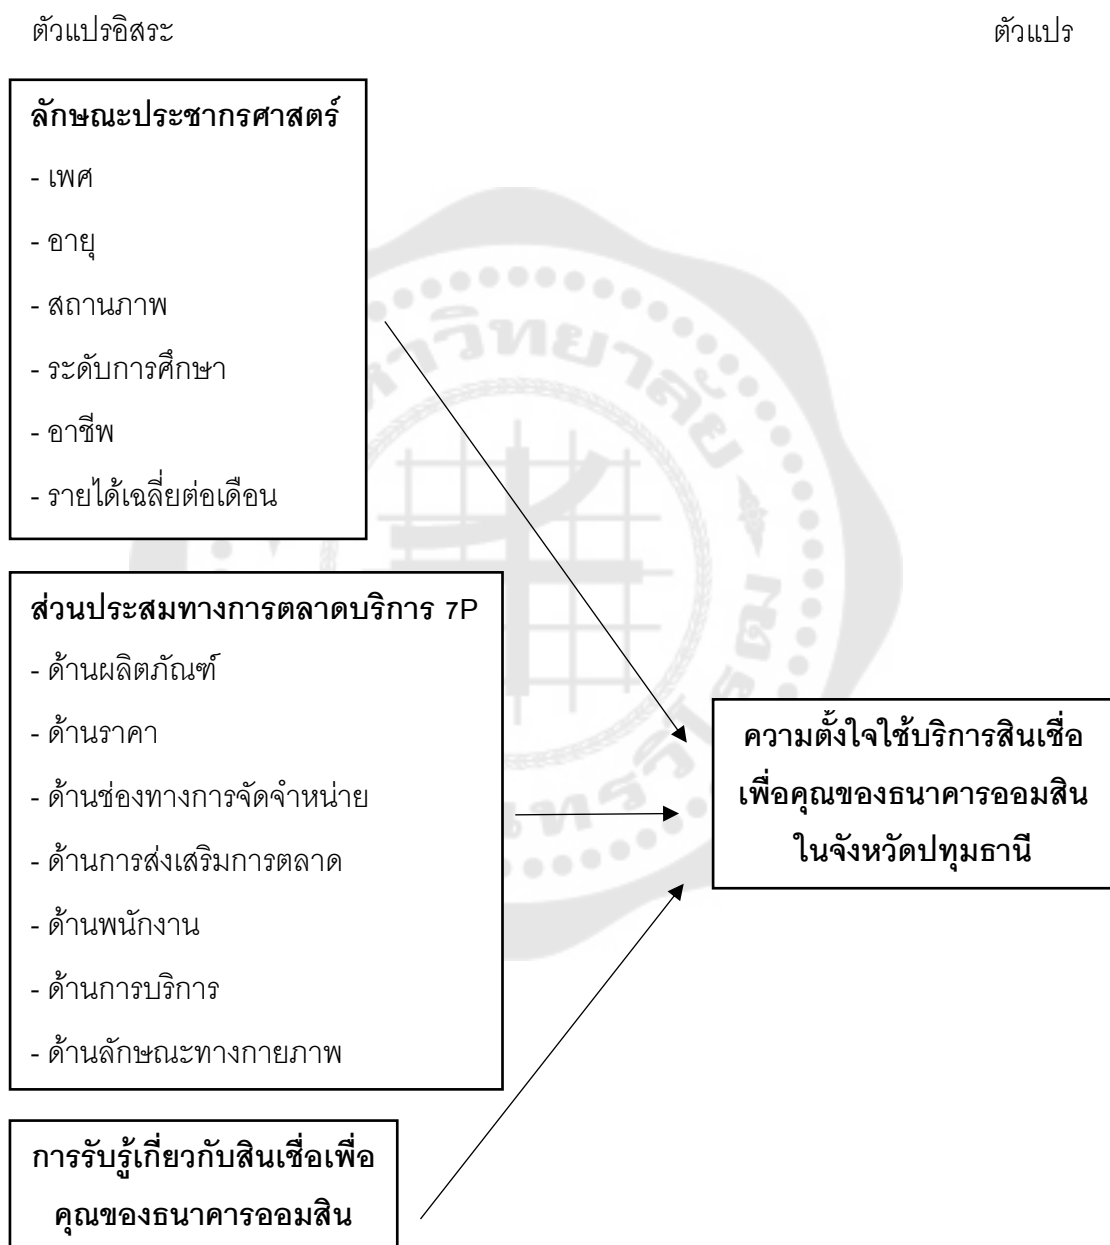 ตัวแปรอิสระ
ตัวแปร
ลักษณะประชากรศาสตร์
- เพศ
- อายุ
- สถานภาพ
- ระดับการศึกษา
- อาชีพ
- รายได้เฉลี่ยต่อเดือน
ส่วนประสมทางการตลาดบริการ 7P
- ด้านผลิตภัณฑ์
- ด้านราคา
- ด้านช่องทางการจัดจำหน่าย
- ด้านการส่งเสริมการตลาด
- ด้านพนักงาน
- ด้านการบริการ
- ด้านลักษณะทางกายภาพ
ความตั้งใจใช้บริการสินเชื่อ
เพื่อคุณของธนาคารออมสิน
ในจังหวัดปทุมธานี
การรับรู้เกี่ยวกับสินเชื่อเพื่อ
คุณของธนาคารออมสิน